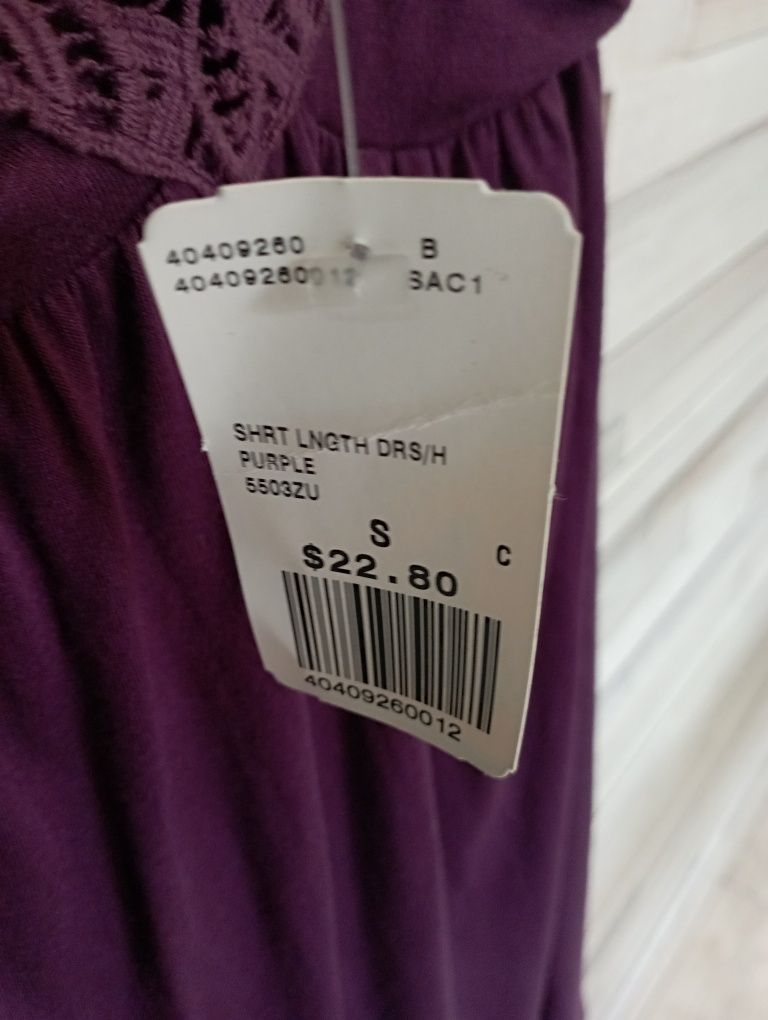 40409260 B
40409260012 SAC1
SHRT LNGTH DRS/H
PURPLE
5503ZU
S C
$22.80
40409260012